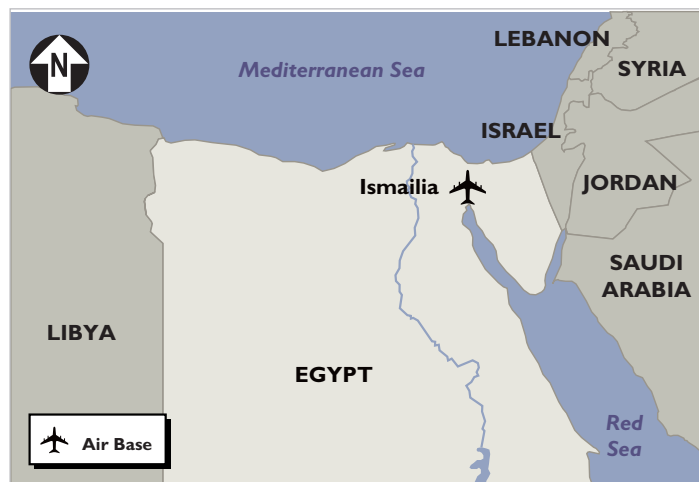 LEBANON
N
SYRIA
Mediterranean Sea
ISRAEL
Ismailia
JORDAN
SAUDI
ARABIA
LIBYA
EGYPT
Red
Sea
Air Base